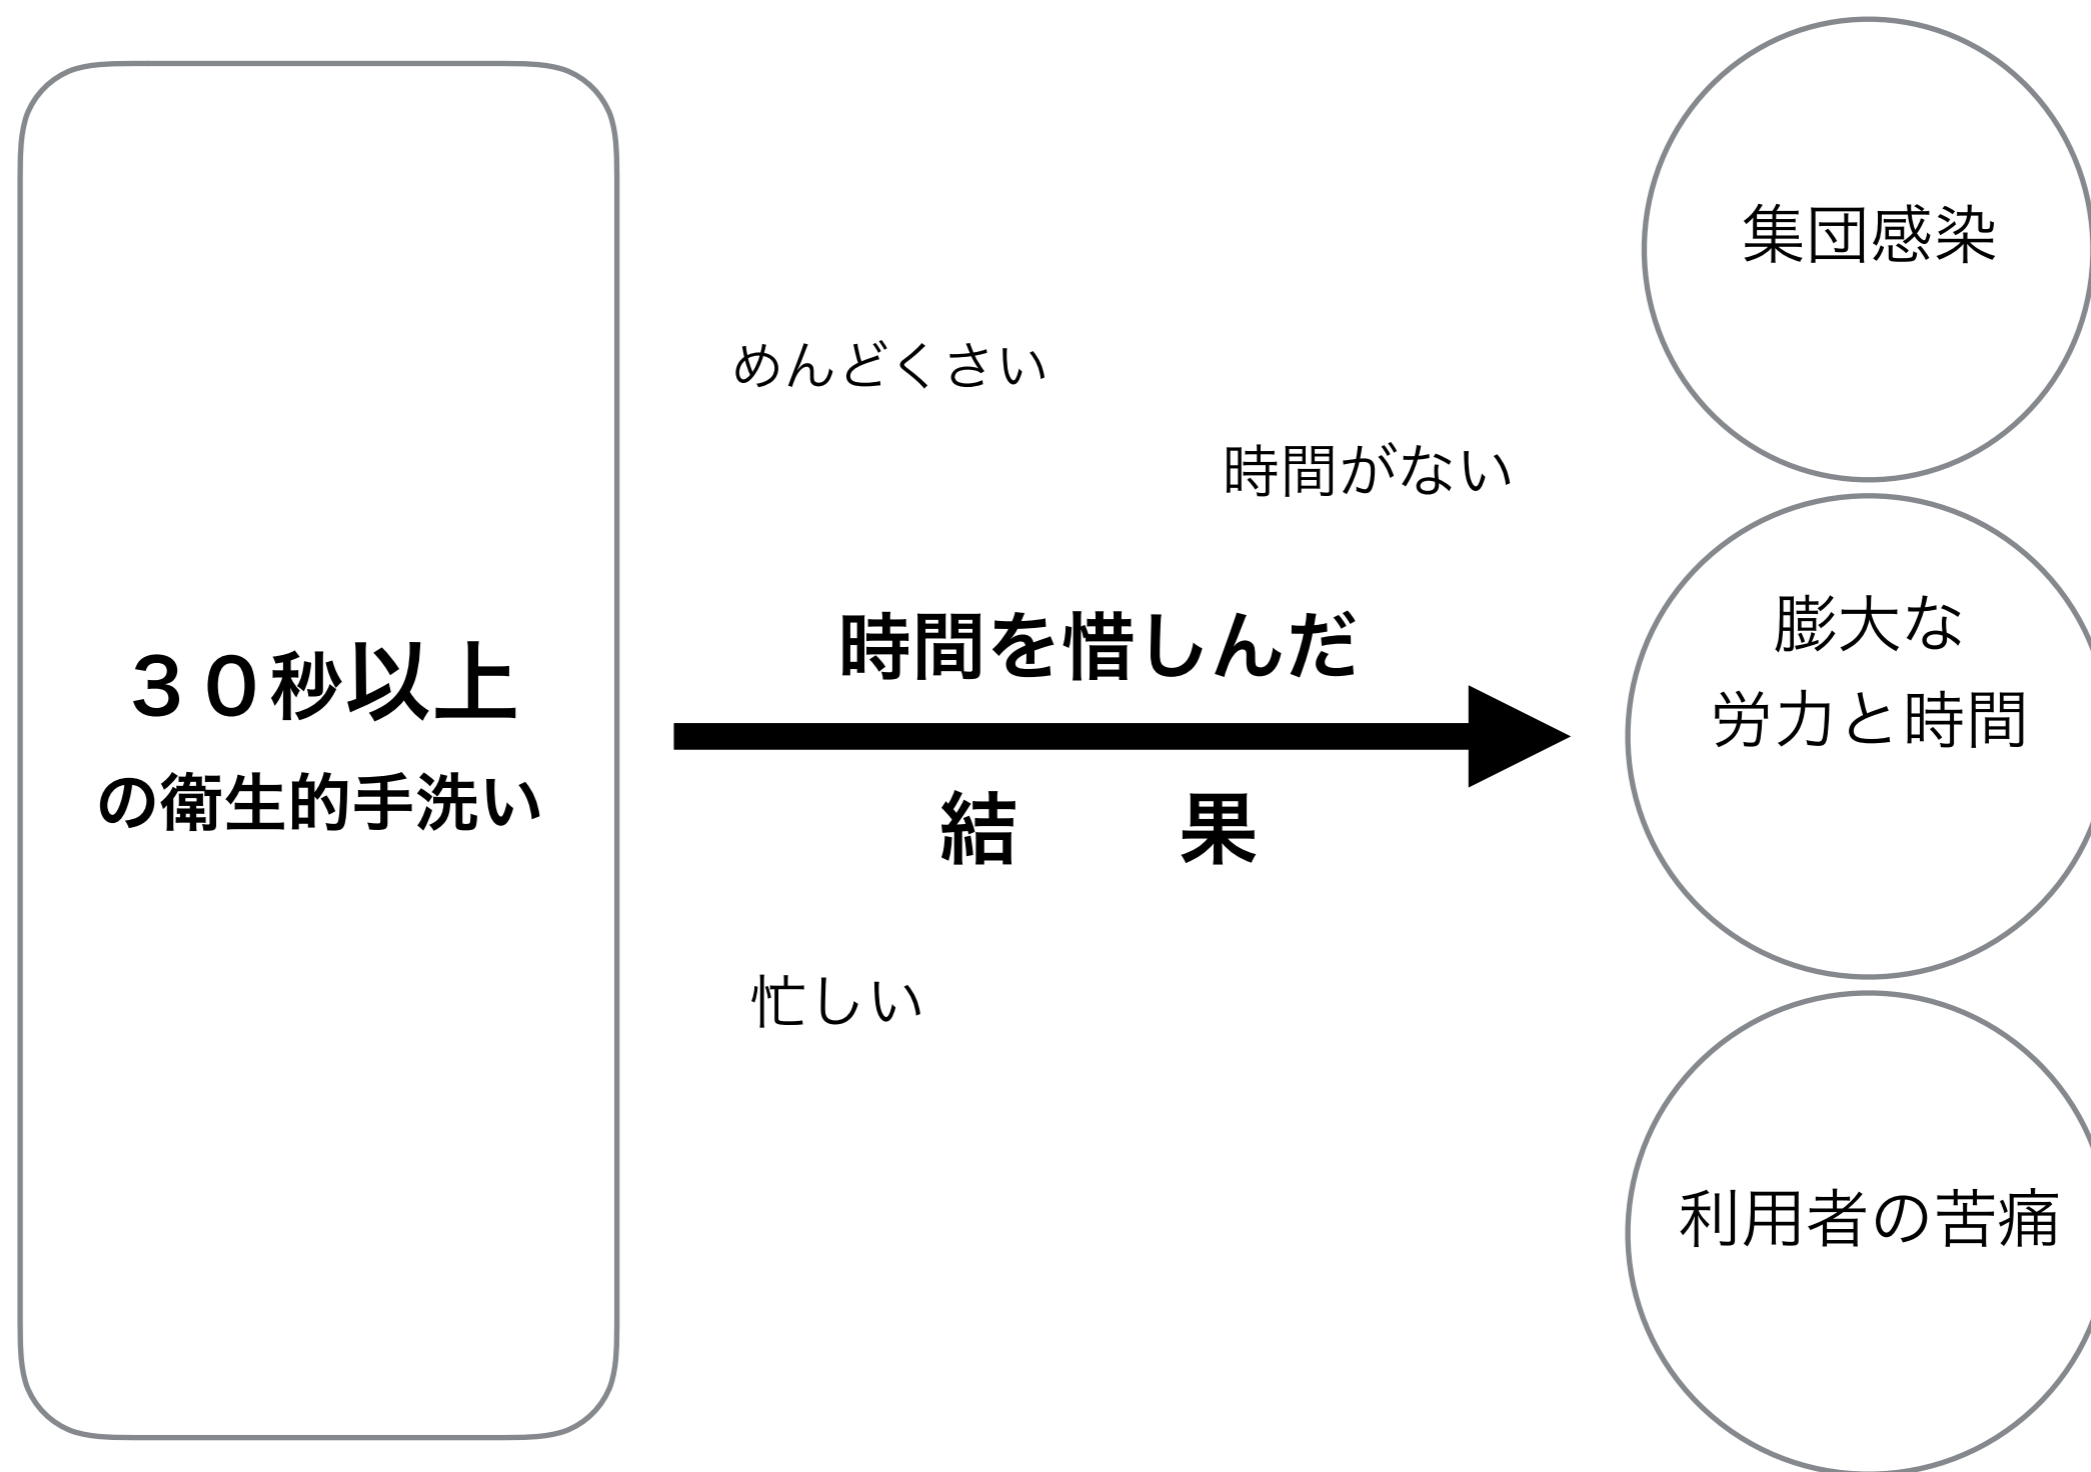 ３０秒以上
の衛生的手洗い
めんどくさい
時間がない
時間を惜しんだ
結　　果
忙しい
集団感染
膨大な
労力と時間
利用者の苦痛